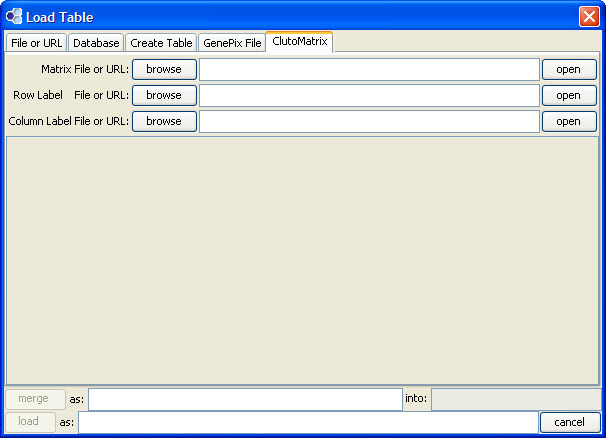 Load Table
File or URL Database Create Table GenePix File ClutoMatrix
Matrix File or URL: browse open
Row Label File or URL: browse open
Column Label File or URL: browse open
merge as: into:
load as: cancel